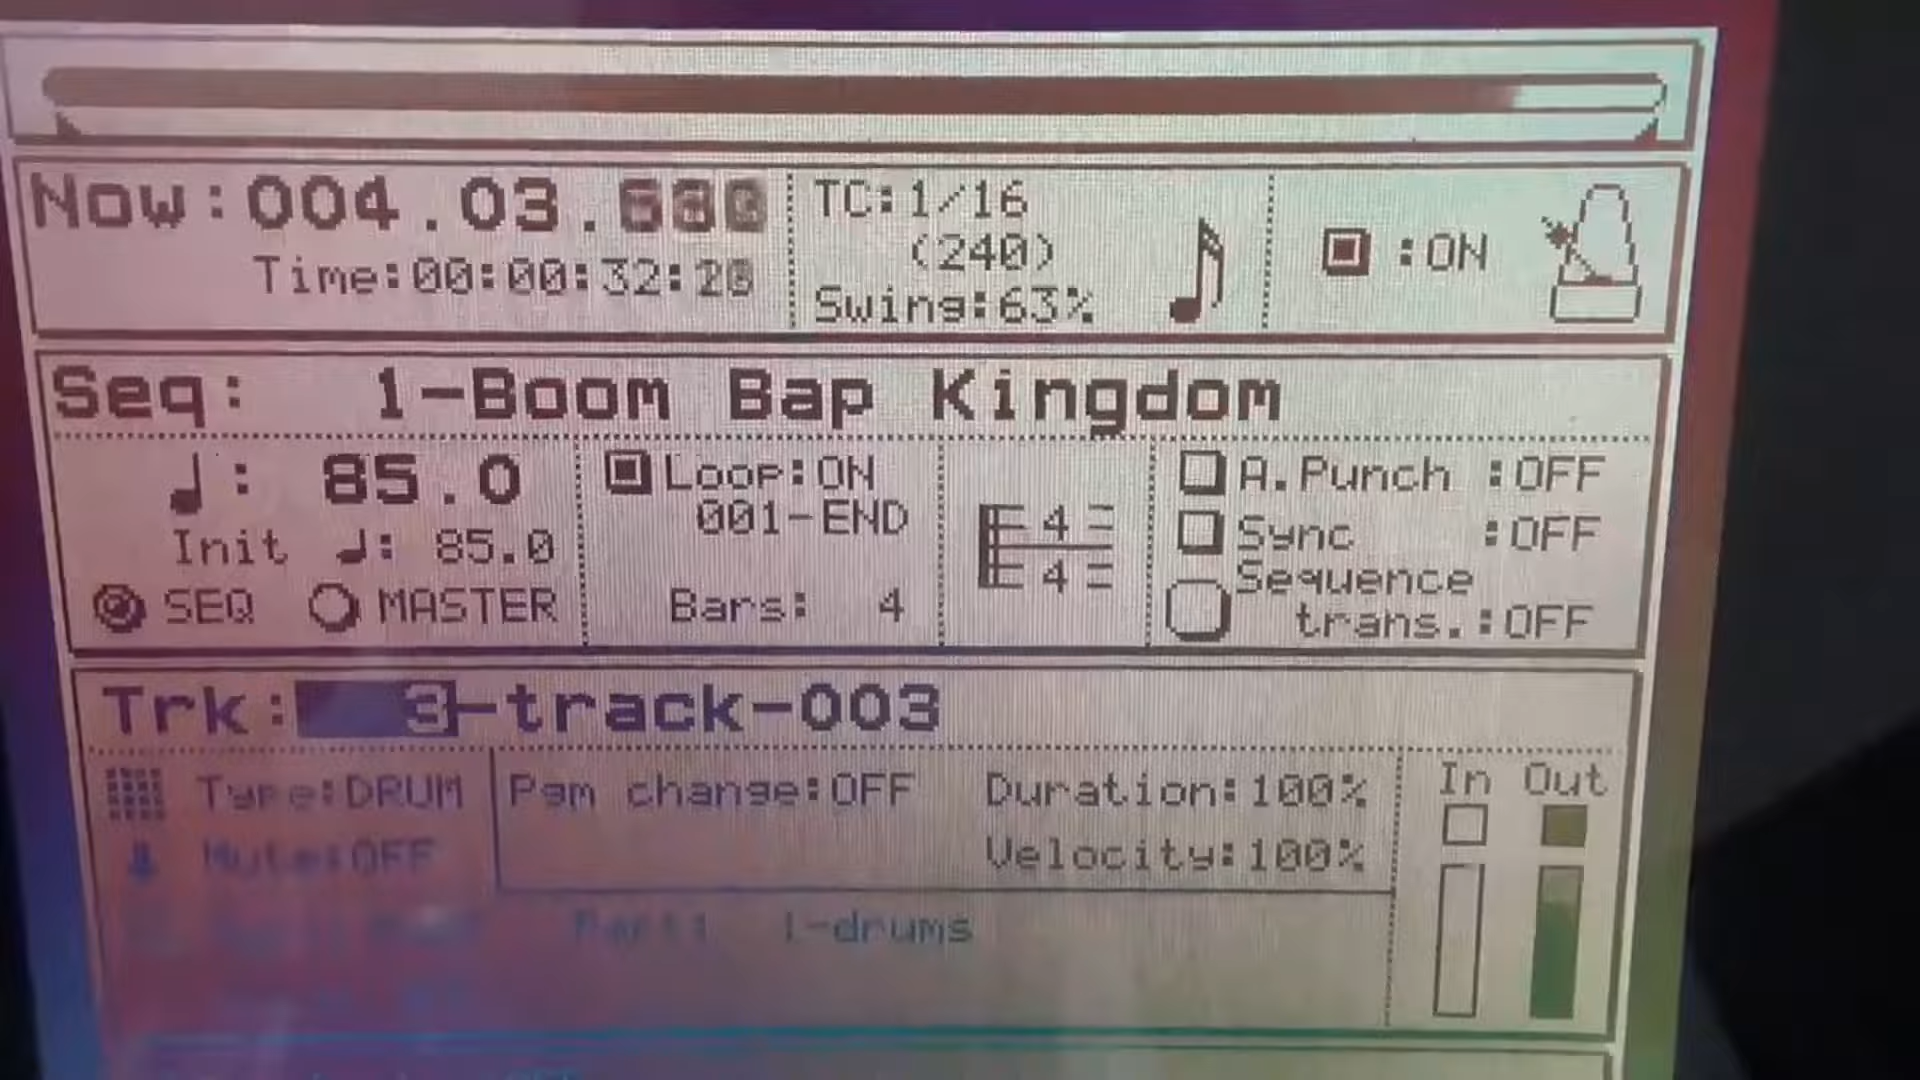 Now:004.03.
TC:1/16
(240)
:ON
Time:00:00:32:
Swing:63%
Seq: 1-Boom Bap Kingdom
♩: 85.0
Loop:ON
A.Punch :OFF
001-END
4
4
Sync :OFF
Init ♩: 85.0
Sequence
trans.:OFF
SEQ MASTER
Bars: 4
Trk: 3-track-003
Type:DRUM
Pgm change:OFF
Duration:100%
In Out
Mute:OFF
Velocity:100%
Part: 1-drums